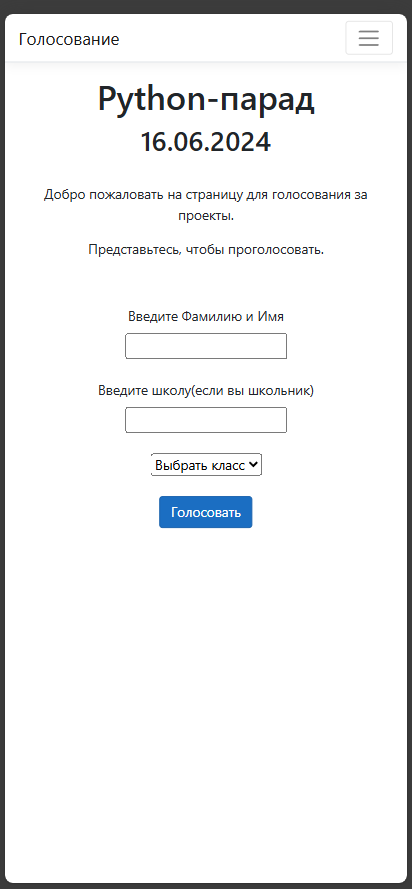 Голосование
Python-парад
16.06.2024
Добро пожаловать на страницу для голосования за
проекты.
Представьтесь, чтобы проголосовать.
Введите Фамилию и Имя
Введите школу(если вы школьник)
Выбрать класс
Голосовать